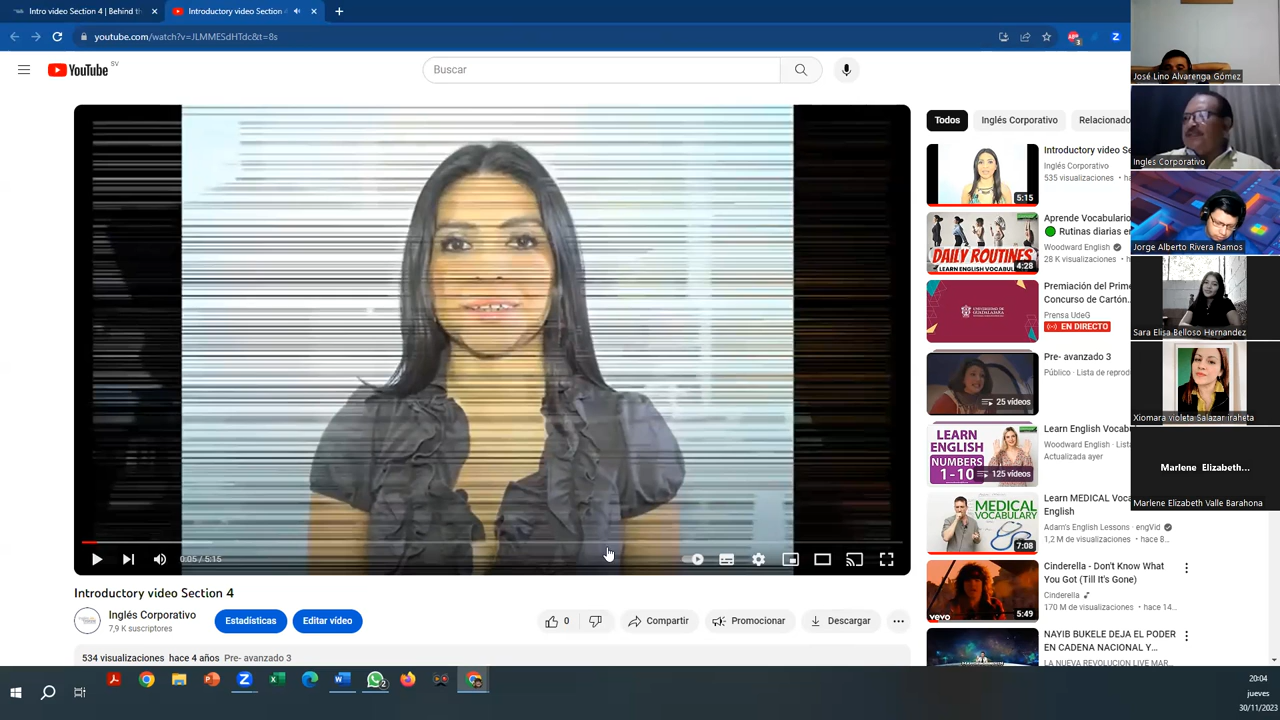 Intro video Section 4 | Behind th
Introductory video Section
youtube.com/watch?v=JLMMESdHTdc&t=8s
YouTube SV
Buscar
0:05 / 5:15
Introductory video Section 4
Inglés Corporativo
7,9 K suscriptores
Estadísticas
Editar vídeo
0
Compartir
Promocionar
Descargar
534 visualizaciones hace 4 años Pre- avanzado 3
Todos
Inglés Corporativo
Relacionado
5:15
Introductory video Se
Inglés Corporativo
535 visualizaciones • ha
DAILY ROUTINES
LEARN ENGLISH VOCABUL
4:28
Aprende Vocabulario
Rutinas diarias en
Woodward English
28 K visualizaciones • h
UNIVERSIDAD DE GUADALAJARA
Premiación del Prime
Concurso de Cartón...
Prensa UdeG
EN DIRECTO
25 vídeos
Pre- avanzado 3
Público • Lista de reprod
LEARN
ENGLISH
NUMBERS
1-10
125 vídeos
Learn English Vocab
Woodward English • List
Actualizada ayer
MEDICAL
VOCABULARY
7:08
Learn MEDICAL Voca
English
Adam's English Lessons • engVid
1,2 M de visualizaciones • hace 8...
vevo
5:49
Cinderella - Don't Know What
You Got (Till It's Gone)
Cinderella
170 M de visualizaciones • hace 14...
NAYIB BUKELE DEJA EL PODER
EN CADENA NACIONAL Y...
LA NUEVA REVOLUCION LIVE MAR...
José Lino Alvarenga Gómez
Ingles Corporativo
Jorge Alberto Rivera Ramos
Sara Elisa Belloso Hernandez
Xiomara violeta Salazar iraheta
Marlene Elizabeth...
Marlene Elizabeth Valle Barahona
20:04
jueves
30/11/2023